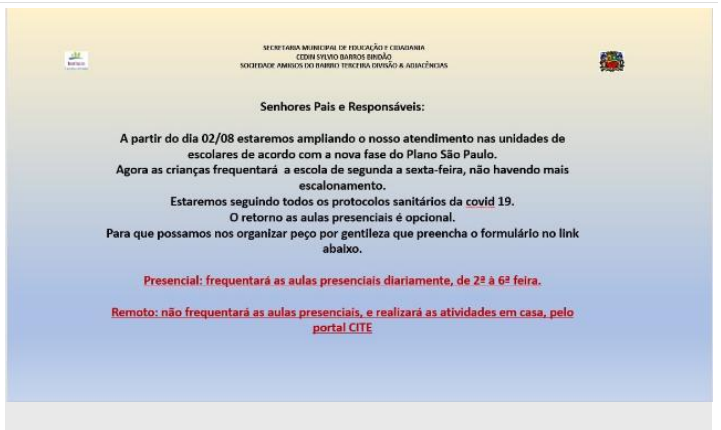 SECRETARIA MUNICIPAL DE EDUCAÇÃO E CIDADANIA
CEDIN SYLVIO BARROS BINDÃO
SOCIEDADE AMIGOS DO BAIRRO TERCEIRA DIVISÃO & ADJACÊNCIAS
Senhores Pais e Responsáveis:
A partir do dia 02/08 estaremos ampliando o nosso atendimento nas unidades de
escolares de acordo com a nova fase do Plano São Paulo.
Agora as crianças frequentará a escola de segunda a sexta-feira, não havendo mais
escalonamento.
Estaremos seguindo todos os protocolos sanitários da covid 19.
O retorno as aulas presenciais é opcional.
Para que possamos nos organizar peço por gentileza que preencha o formulário no link
abaixo.
Presencial: frequentará as aulas presenciais diariamente, de 2ª à 6ª feira.
Remoto: não frequentará as aulas presenciais, e realizará as atividades em casa, pelo
portal CITE